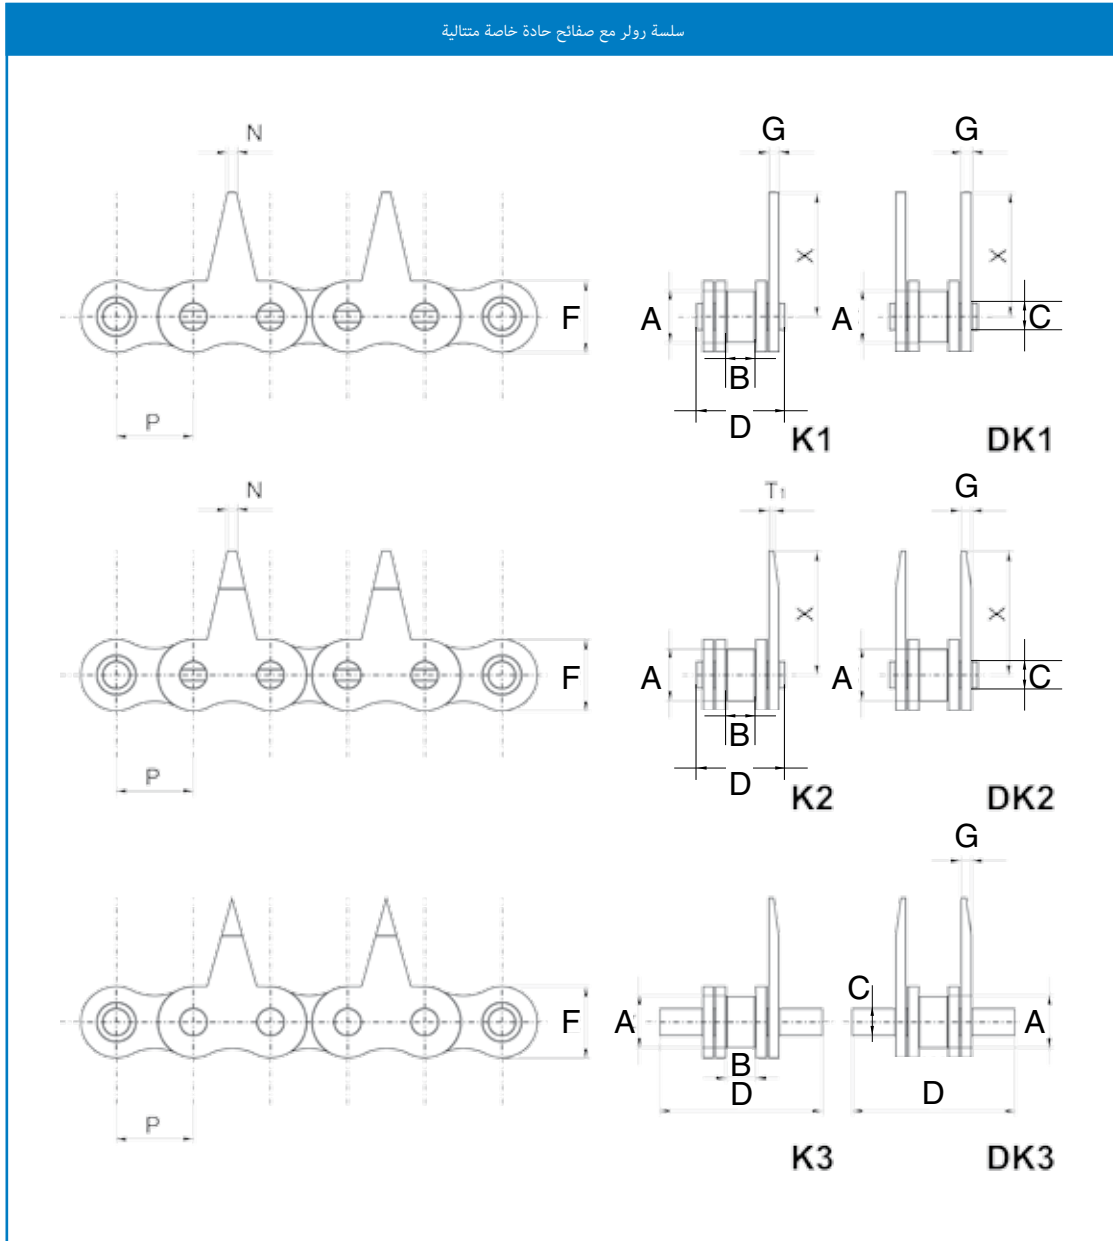 سلسة رولر مع صفائح حادة خاصة متتالية
N G G
X X
F A A C
B
P D
K1 DK1
N T1 G
X X
F A A C
B
P D
K2 DK2
G
C
F A A
B
D D
P
K3 DK3